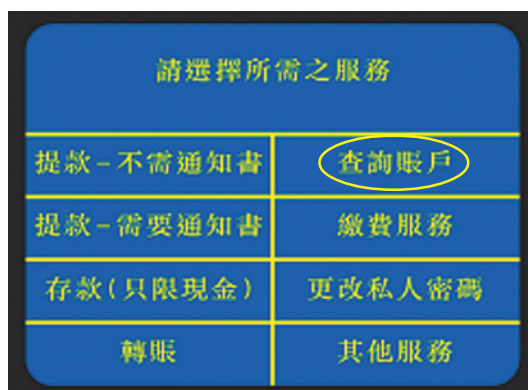 請選擇所需之服務
提款–不需通知書
查詢賬戶
提款–需要通知書
繳費服務
存款(只限現金)
更改私人密碼
轉賬
其他服務